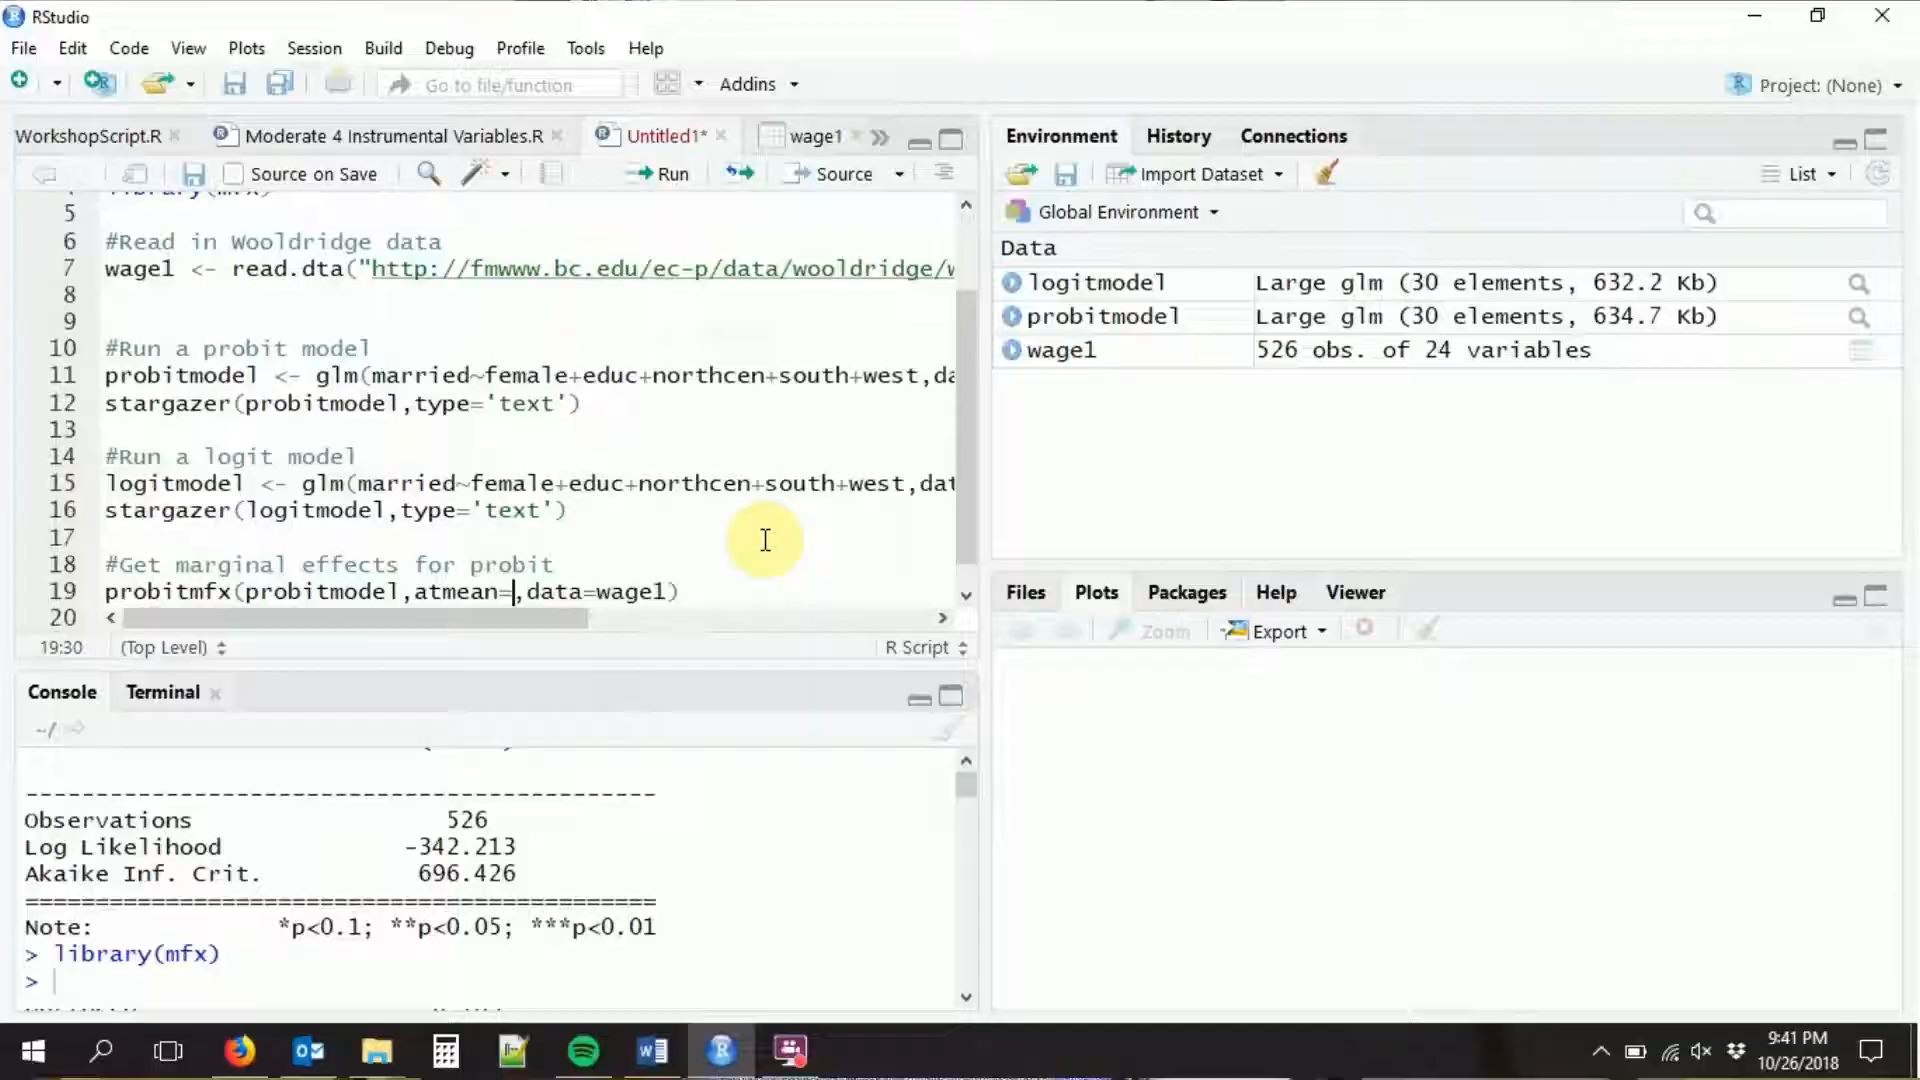 RStudio
File Edit Code View Plots Session Build Debug Profile Tools Help
Go to file/function Addins Project: (None)
WorkshopScript.R Moderate 4 Instrumental Variables.R Untitled1* wage1
Source on Save Run Source
5
6 #Read in Wooldridge data
7 wage1 <- read.dta("http://fmwww.bc.edu/ec-p/data/wooldridge/w
8
9
10 #Run a probit model
11 probitmodel <- glm(married~female+educ+northcen+south+west,da
12 stargazer(probitmodel,type='text')
13
14 #Run a logit model
15 logitmodel <- glm(married~female+educ+northcen+south+west,dat
16 stargazer(logitmodel,type='text')
17
18 #Get marginal effects for probit
19 probitmfx(probitmodel,atmean=,data=wage1)
20
19:30 (Top Level) R Script
Console Terminal
~/
-------------------------------------------
Observations 526
Log Likelihood -342.213
Akaike Inf. Crit. 696.426
===========================================
Note: *p<0.1; **p<0.05; ***p<0.01
> library(mfx)
>
Environment History Connections
Import Dataset List
Global Environment
Data
logitmodel Large glm (30 elements, 632.2 Kb)
probitmodel Large glm (30 elements, 634.7 Kb)
wage1 526 obs. of 24 variables
Files Plots Packages Help Viewer
Zoom Export
9:41 PM
10/26/2018